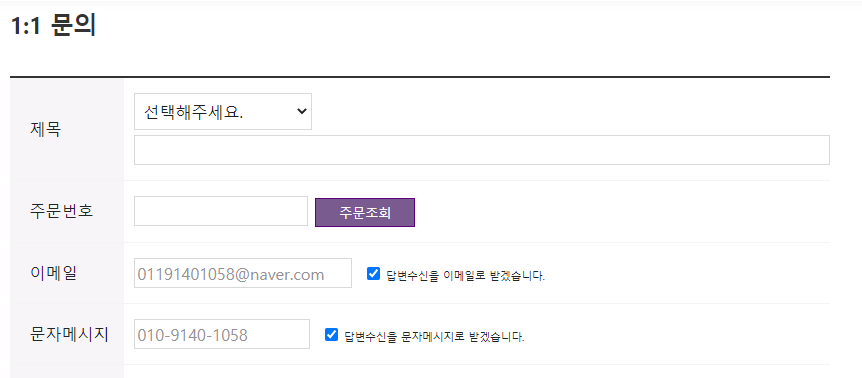 1:1 문의
제목
선택해주세요.
주문번호
주문조회
이메일
01191401058@naver.com
답변수신을 이메일로 받겠습니다.
문자메시지
010-9140-1058
답변수신을 문자메시지로 받겠습니다.